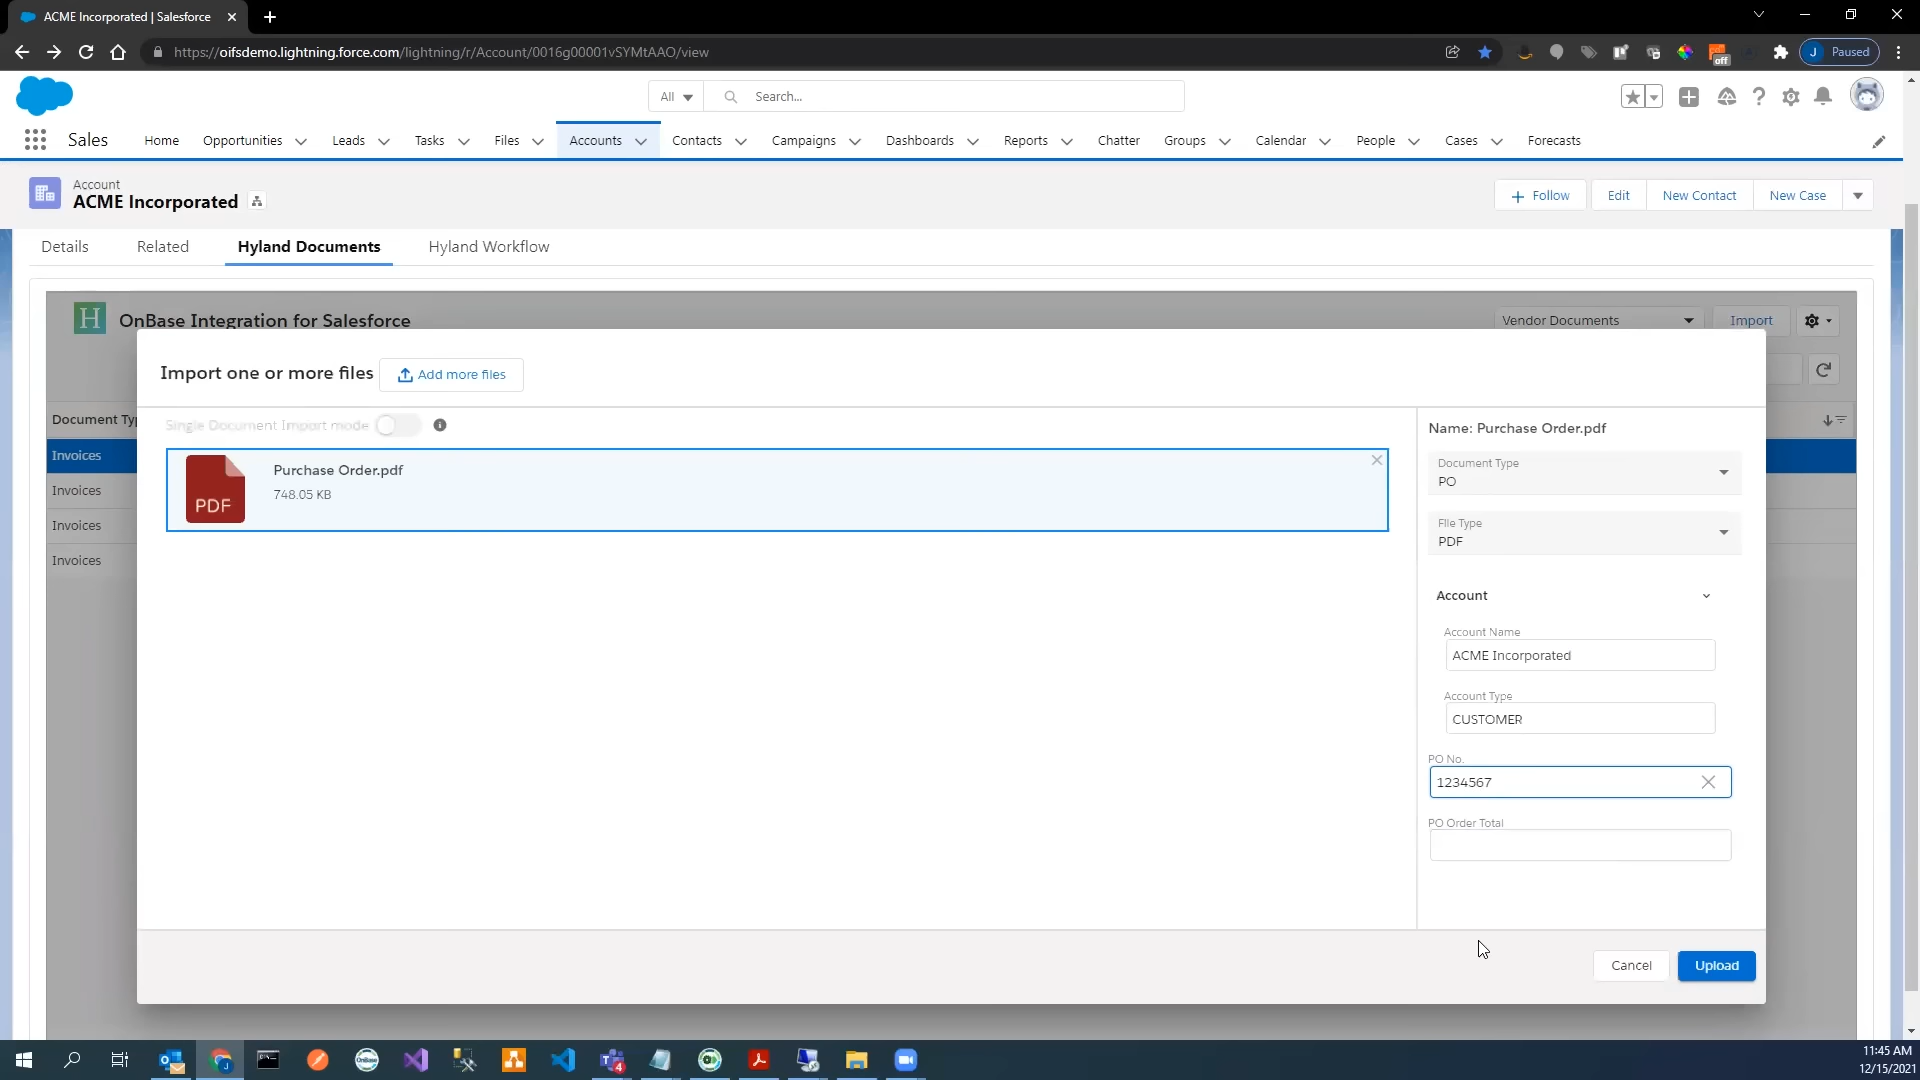 ACME Incorporated | Salesforce
https://oifsdemo.lightning.force.com/lightning/r/Account/0016g00001vSYMtAAO/view
off
J Paused
All
Search...
Sales
Home
Opportunities
Leads
Tasks
Files
Accounts
Contacts
Campaigns
Dashboards
Reports
Chatter
Groups
Calendar
People
Cases
Forecasts
Account
ACME Incorporated
Follow
Edit
New Contact
New Case
Details
Related
Hyland Documents
Hyland Workflow
H
OnBase Integration for Salesforce
Vendor Documents
Import
Import one or more files
Add more files
Document Ty
Single Document Import mode
Invoices
Invoices
Invoices
Invoices
PDF
Purchase Order.pdf
748.05 KB
Name: Purchase Order.pdf
Document Type
PO
File Type
PDF
Account
Account Name
ACME Incorporated
Account Type
CUSTOMER
PO No.
1234567
PO Order Total
Cancel
Upload
OnBase
4
11:45 AM
12/15/2021